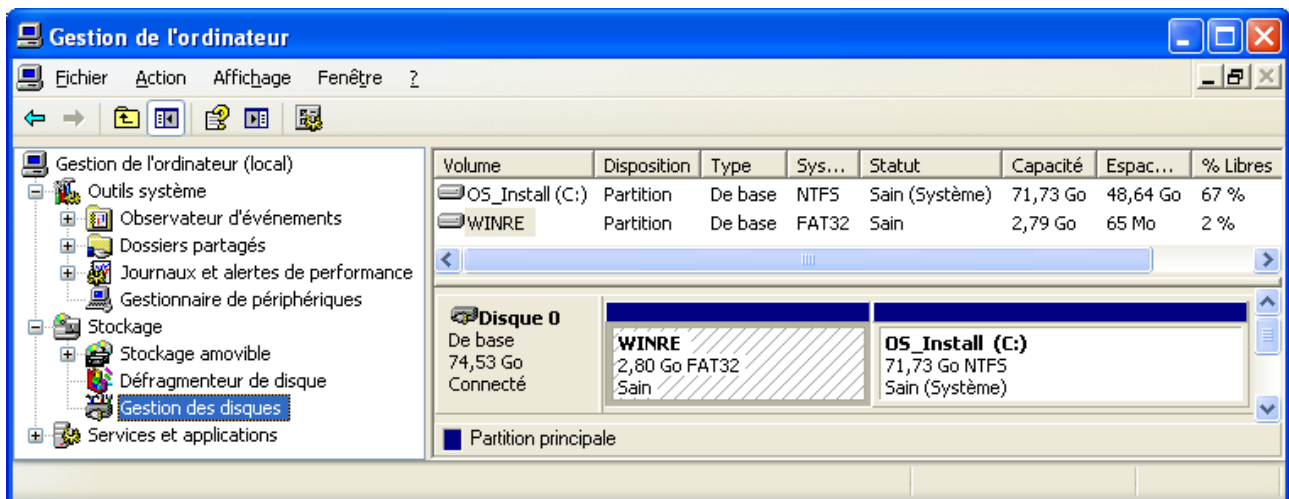 Gestion de l'ordinateur
Fichier Action Affichage Fenêtre ?
Gestion de l'ordinateur (local)
Outils système
Observateur d'événements
Dossiers partagés
Journaux et alertes de performance
Gestionnaire de périphériques
Stockage
Stockage amovible
Défragmenteur de disque
Gestion des disques
Services et applications
Volume Disposition Type Sys... Statut Capacité Espac... % Libres
OS_Install (C:) Partition De base NTFS Sain (Système) 71,73 Go 48,64 Go 67 %
WINRE Partition De base FAT32 Sain 2,79 Go 65 Mo 2 %
Disque 0
De base
74,53 Go
Connecté
WINRE
2,80 Go FAT32
Sain
OS_Install (C:)
71,73 Go NTFS
Sain (Système)
Partition principale